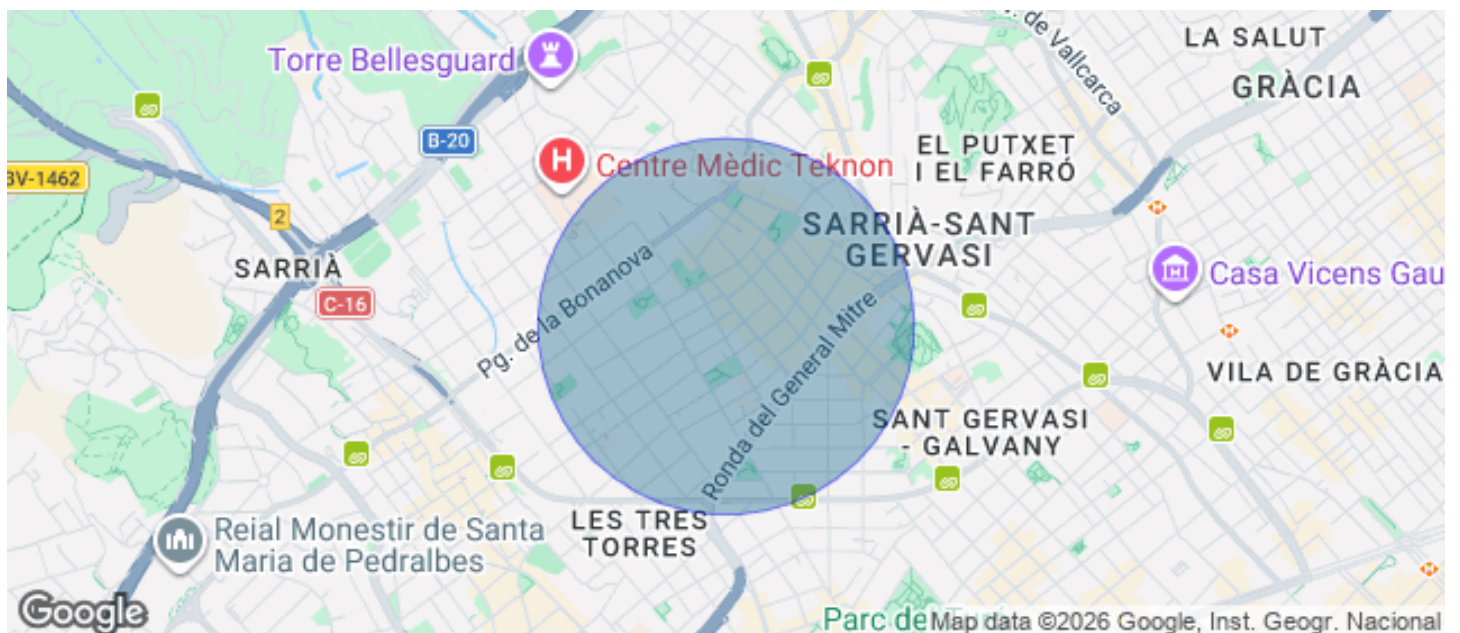 LA SALUT
GRÀCIA
de Vallcarca
Torre Bellesguard
B-20
H
Centre Mèdic Teknon
EL PUTXET
I EL FARRÓ
BV-1462
2
SARRIÀ-SANT
GERVASI
SARRIÀ
C-16
Casa Vicens Gau
Pg. de la Bonanova
Ronda del General Mitre
VILA DE GRÀCIA
SANT GERVASI
- GALVANY
LES TRES
TORRES
Reial Monestir de Santa
Maria de Pedralbes
Google
Parc de
Map data ©2026 Google, Inst. Geogr. Nacional